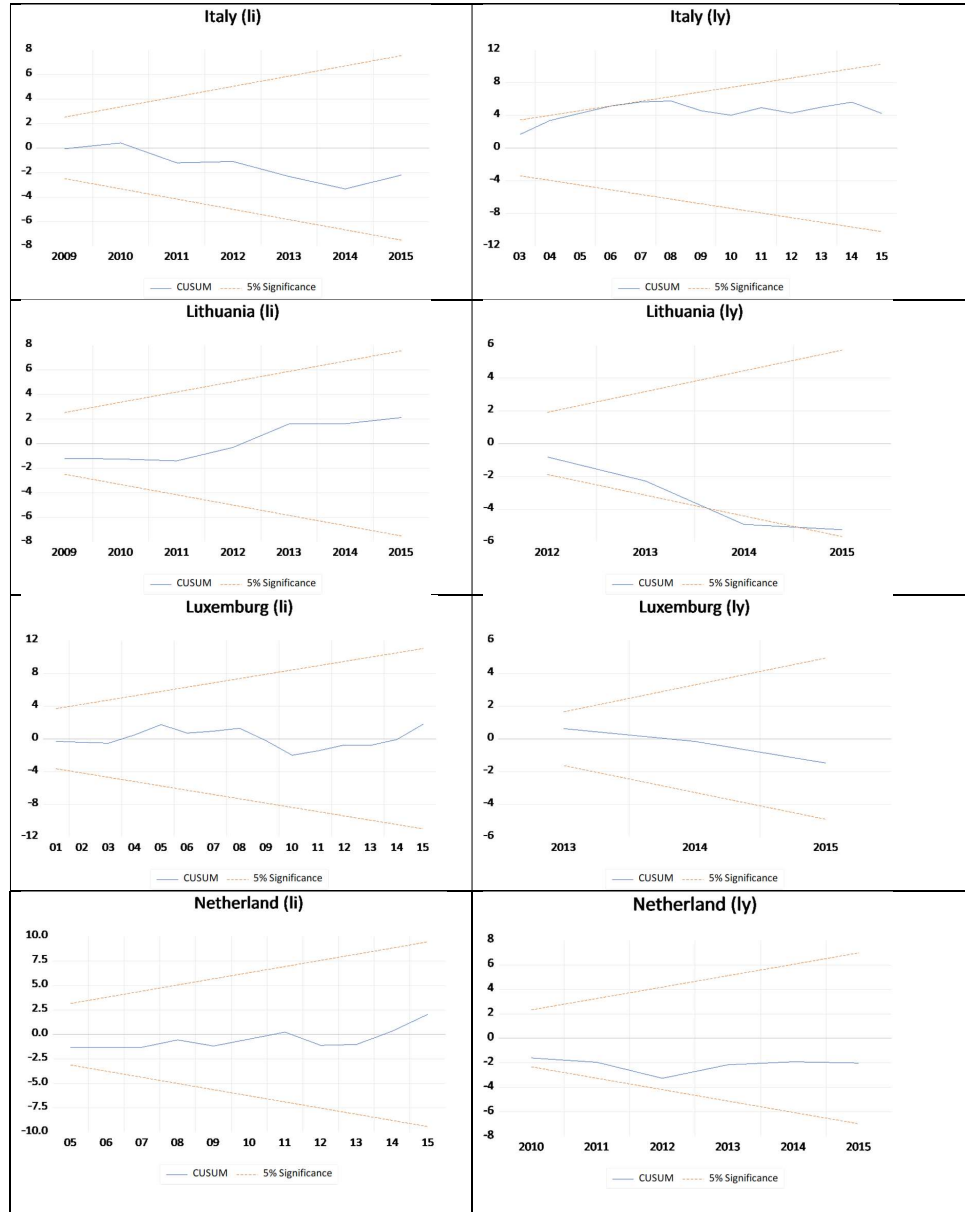 Italy (li)
8
6
4
2
0
-2
-4
-6
-8
2009 2010 2011 2012 2013 2014 2015
CUSUM 5% Significance
Italy (ly)
12
8
4
0
-4
-8
-12
03 04 05 06 07 08 09 10 11 12 13 14 15
CUSUM 5% Significance
Lithuania (li)
8
6
4
2
0
-2
-4
-6
-8
2009 2010 2011 2012 2013 2014 2015
CUSUM 5% Significance
Lithuania (ly)
6
4
2
0
-2
-4
-6
2012 2013 2014 2015
CUSUM 5% Significance
Luxemburg (li)
12
8
4
0
-4
-8
-12
01 02 03 04 05 06 07 08 09 10 11 12 13 14 15
CUSUM 5% Significance
Luxemburg (ly)
6
4
2
0
-2
-4
-6
2013 2014 2015
CUSUM 5% Significance
Netherland (li)
10.0
7.5
5.0
2.5
0.0
-2.5
-5.0
-7.5
-10.0
05 06 07 08 09 10 11 12 13 14 15
CUSUM 5% Significance
Netherland (ly)
8
6
4
2
0
-2
-4
-6
-8
2010 2011 2012 2013 2014 2015
CUSUM 5% Significance